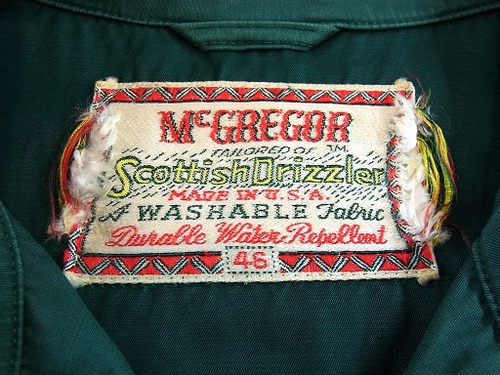 McGREGOR
TAILORED OF ™
Scottish Drizzler
MADE IN U.S.A.
A WASHABLE Fabric
Durable Water-Repellent
46